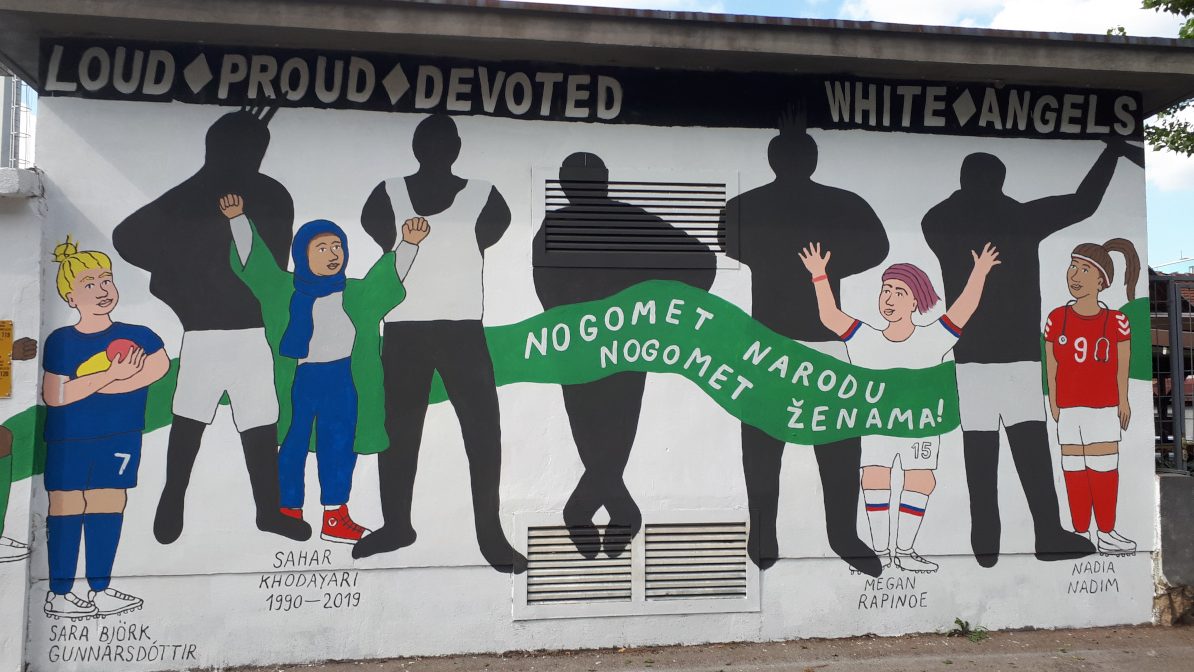 LOUD ♦ PROUD ♦ DEVOTED
WHITE ♦ ANGELS
NOGOMET NARODU
NOGOMET ŽENAMA!
7
15
9
SARA BJÖRK
GUNNARSDÓTTIR
SAHAR
KHODAYARI
1990—2019
MEGAN
RAPINOE
NADIA
NADIM